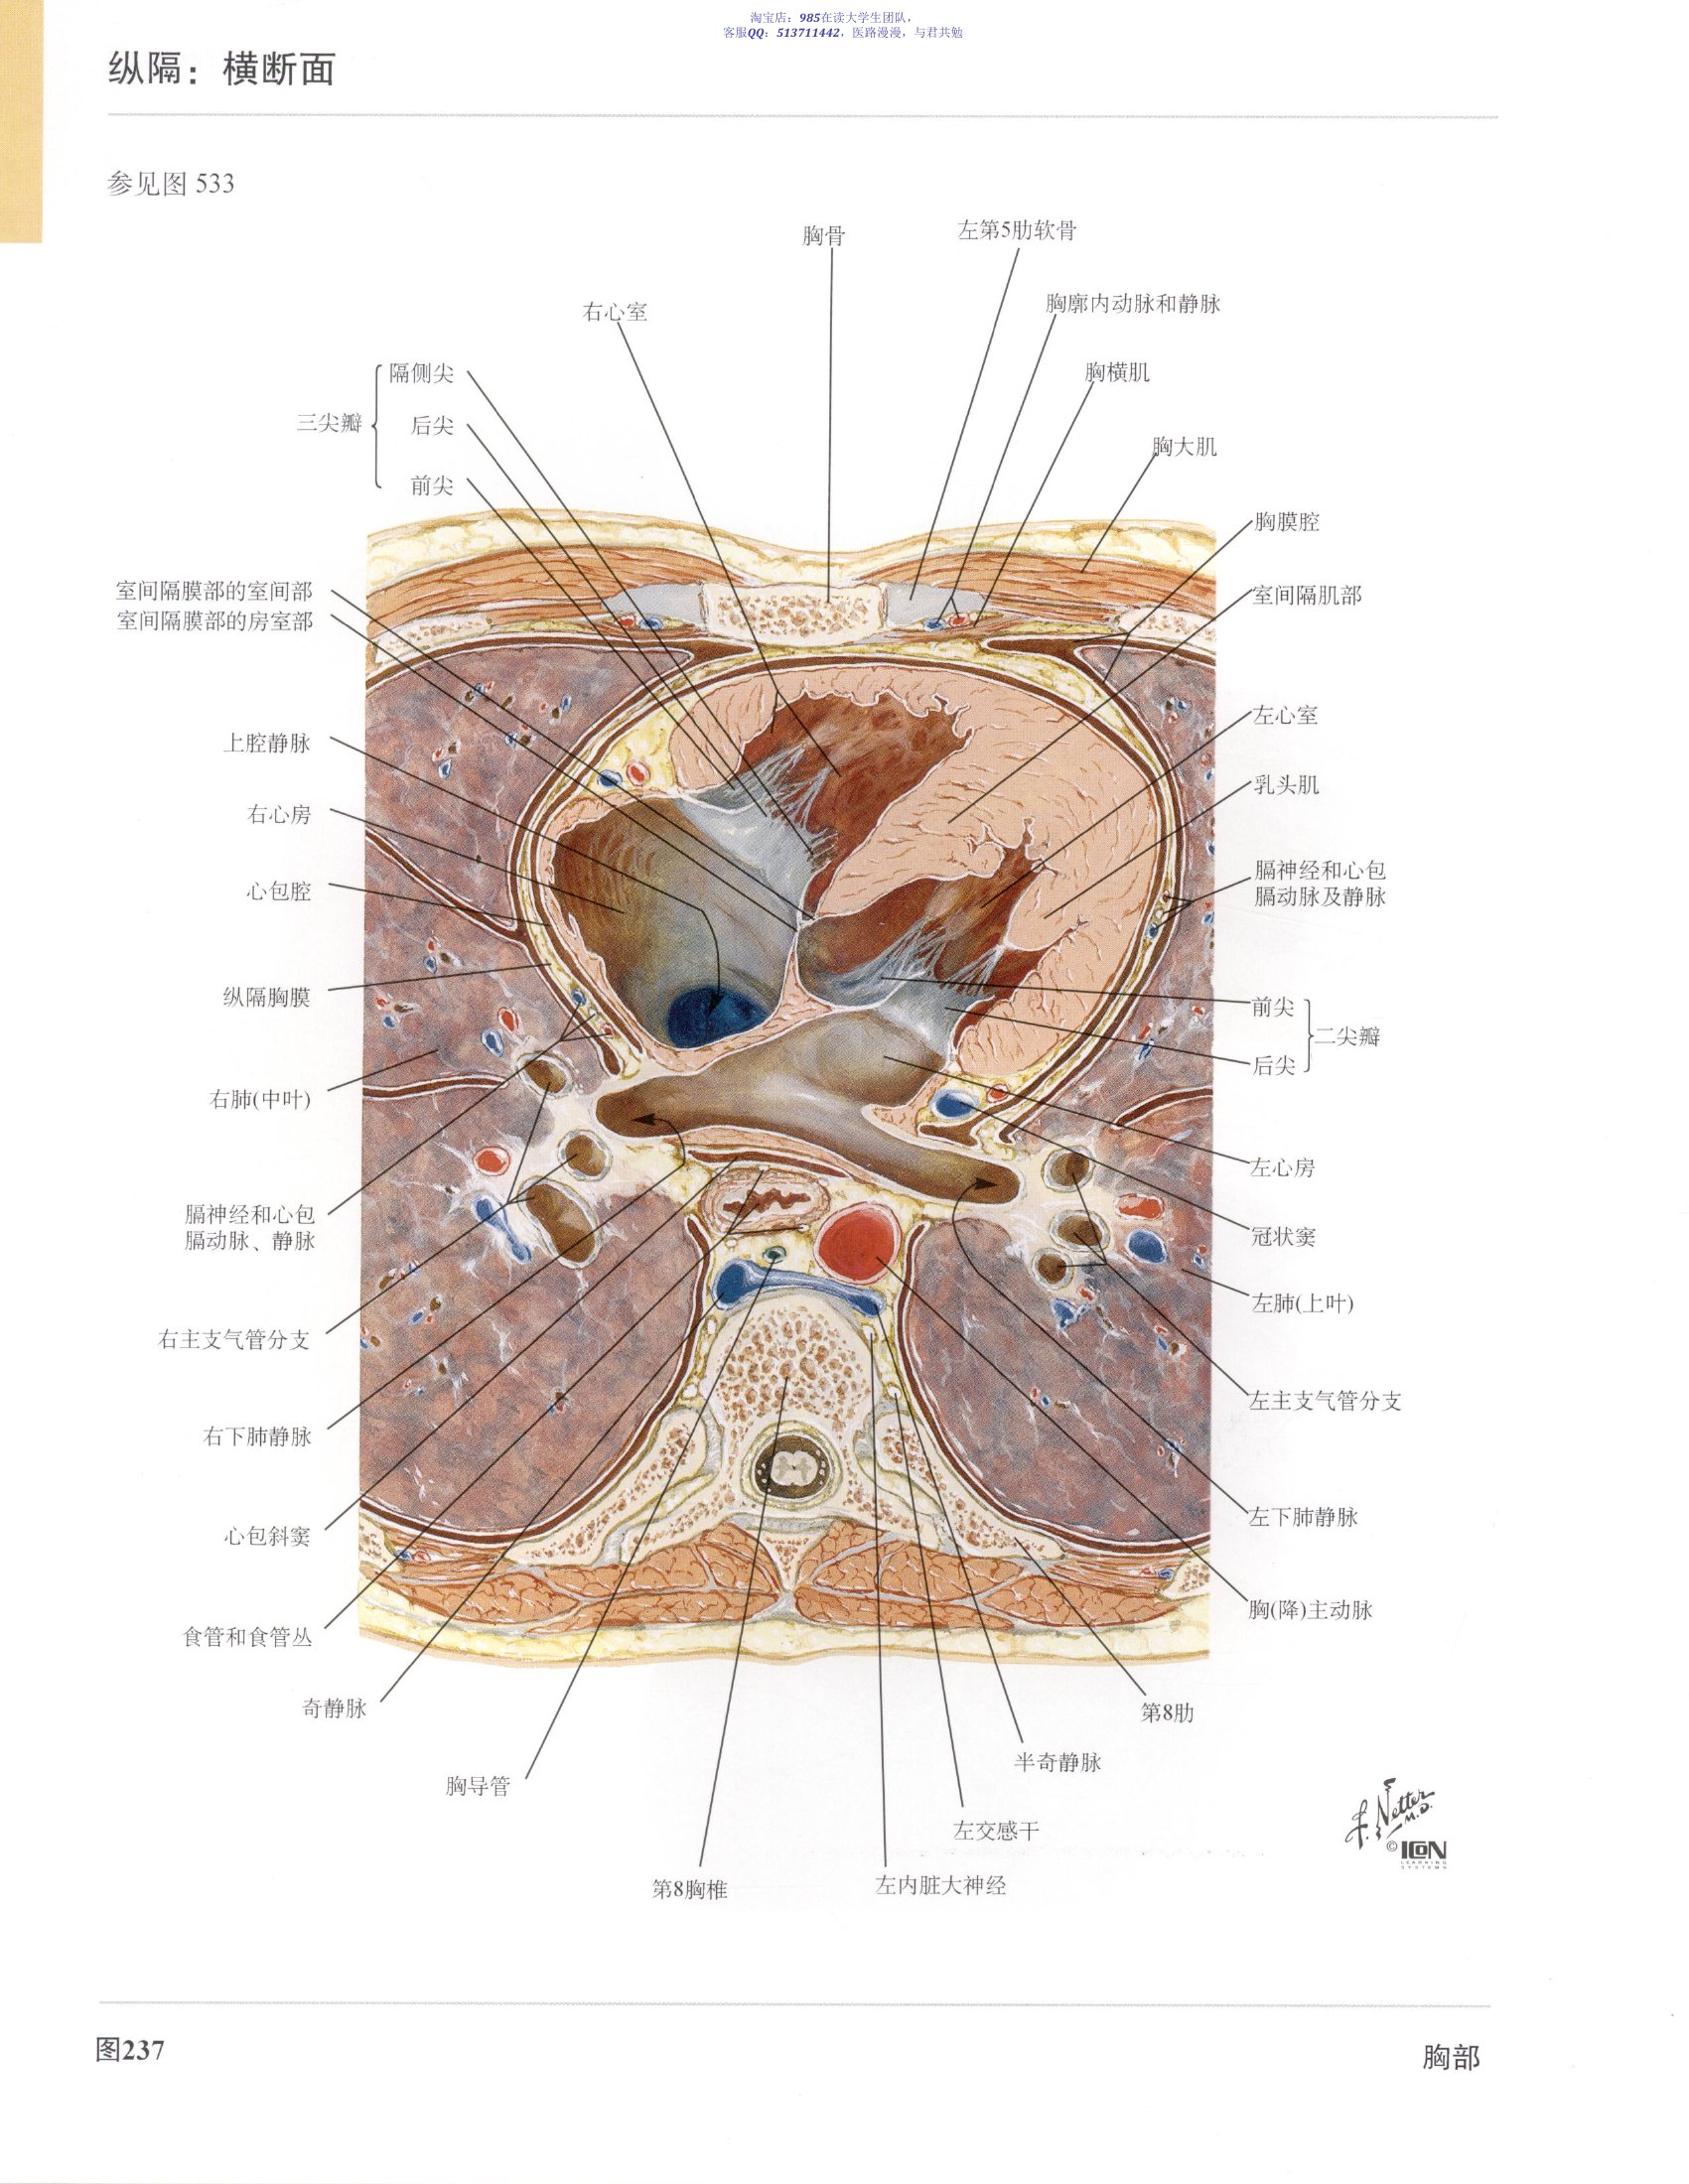 淘宝店：985在读大学生团队，
客服QQ：513711442，医路漫漫，与君共勉
纵隔：横断面
参见图 533
胸骨
左第5肋软骨
右心室
胸廓内动脉和静脉
三尖瓣
隔侧尖
后尖
前尖
胸横肌
胸大肌
胸膜腔
室间隔膜部的室间部
室间隔膜部的房室部
室间隔肌部
上腔静脉
左心室
右心房
乳头肌
心包腔
膈神经和心包
膈动脉及静脉
纵隔胸膜
前尖
二尖瓣
后尖
右肺(中叶)
左心房
膈神经和心包
膈动脉、静脉
冠状窦
左肺(上叶)
右主支气管分支
左主支气管分支
右下肺静脉
左下肺静脉
心包斜窦
胸(降)主动脉
食管和食管丛
奇静脉
第8肋
半奇静脉
胸导管
左交感干
第8胸椎
左内脏大神经
F. Netter
M.D.
© ICON
LEARNING
SYSTEMS
图237
胸部